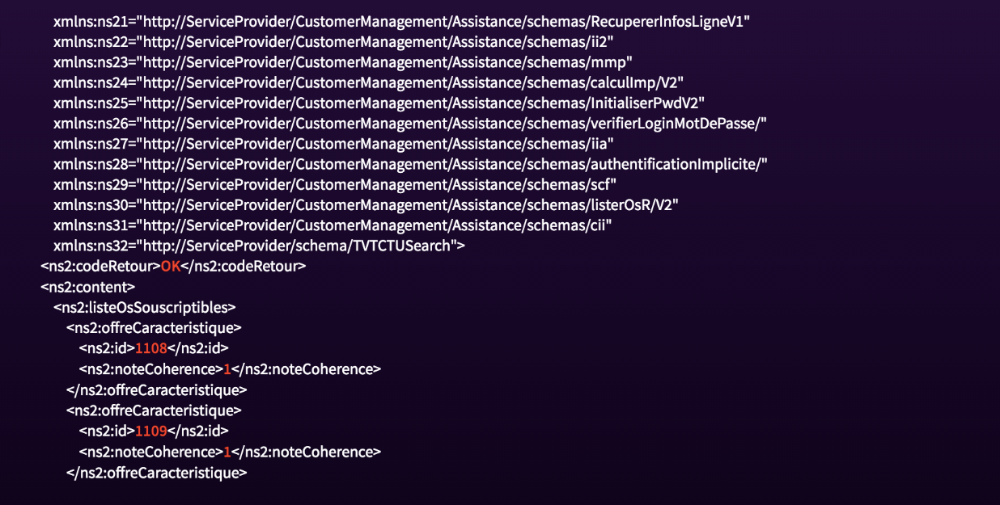 xmlns:ns21="http://ServiceProvider/CustomerManagement/Assistance/schemas/RecupererInfosLigneV1"
xmlns:ns22="http://ServiceProvider/CustomerManagement/Assistance/schemas/ii2"
xmlns:ns23="http://ServiceProvider/CustomerManagement/Assistance/schemas/mmp"
xmlns:ns24="http://ServiceProvider/CustomerManagement/Assistance/schemas/calculImp/V2"
xmlns:ns25="http://ServiceProvider/CustomerManagement/Assistance/schemas/InitialiserPwdV2"
xmlns:ns26="http://ServiceProvider/CustomerManagement/Assistance/schemas/verifierLoginMotDePasse/"
xmlns:ns27="http://ServiceProvider/CustomerManagement/Assistance/schemas/iia"
xmlns:ns28="http://ServiceProvider/CustomerManagement/Assistance/schemas/authentificationImplicite/"
xmlns:ns29="http://ServiceProvider/CustomerManagement/Assistance/schemas/scf"
xmlns:ns30="http://ServiceProvider/CustomerManagement/Assistance/schemas/listerOsR/V2"
xmlns:ns31="http://ServiceProvider/CustomerManagement/Assistance/schemas/cii"
xmlns:ns32="http://ServiceProvider/schema/TVTCTUSearch">
<ns2:codeRetour>OK</ns2:codeRetour>
<ns2:content>
<ns2:listeOsSouscriptibles>
<ns2:offreCaracteristique>
<ns2:id>1108</ns2:id>
<ns2:noteCoherence>1</ns2:noteCoherence>
</ns2:offreCaracteristique>
<ns2:offreCaracteristique>
<ns2:id>1109</ns2:id>
<ns2:noteCoherence>1</ns2:noteCoherence>
</ns2:offreCaracteristique>